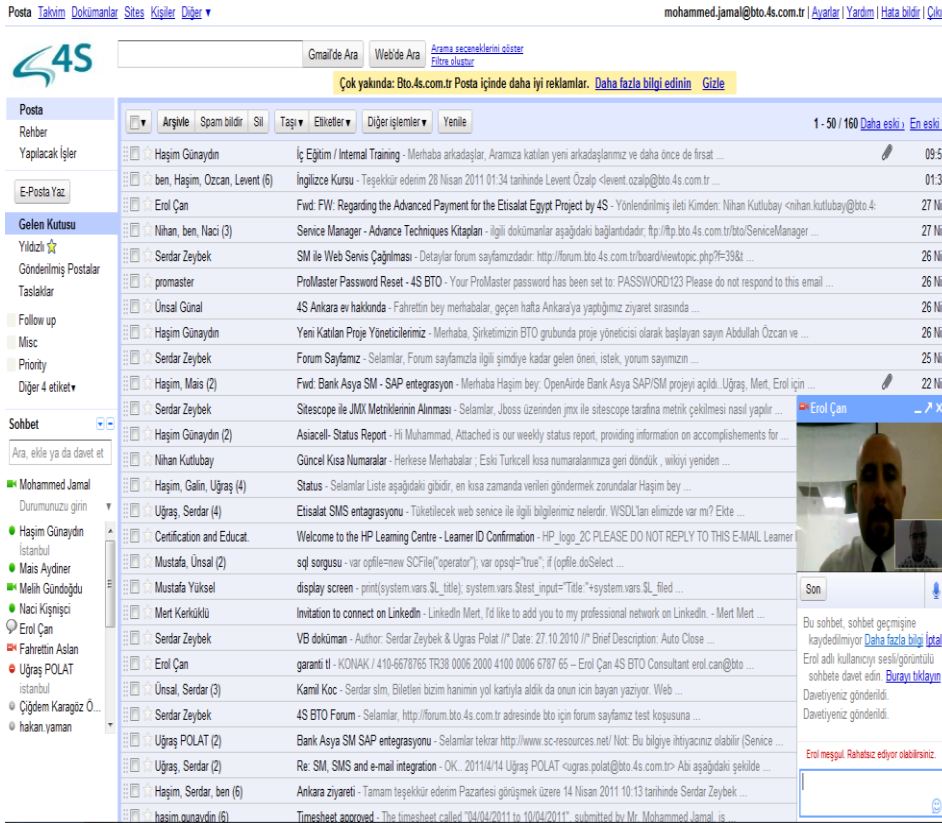 Posta Takvim Dokümanlar Sites Kişiler Diğer ▼
mohammed.jamal@bto.4s.com.tr | Ayarlar | Yardım | Hata bildir |
4S
Gmail'de Ara Web'de Ara Arama seçeneklerini göster
Filtre oluştur
Çok yakında: Bto.4s.com.tr Posta içinde daha iyi reklamlar. Daha fazla bilgi edinin Gizle
Posta
Rehber
Yapılacak İşler
E-Posta Yaz
Gelen Kutusu
Yıldızlı
Gönderilmiş Postalar
Taslaklar
Follow up
Misc
Priority
Diğer 4 etiket▼
Sohbet
Ara, ekle ya da davet et
Mohammed Jamal
Durumunuzu girin
Haşim Günaydın
İstanbul
Mais Aydiner
Melih Gündoğdu
Naci Kişnişci
Erol Çan
Fahrettin Aslan
Uğraş POLAT
istanbul
Çiğdem Karagöz Ö...
hakan.yaman
Arşivle Spam bildir Sil Taşı▼ Etiketler▼ Diğer işlemler▼ Yenile 1 - 50 / 160 Daha eski › En eski
Haşim Günaydın İç Eğitim / Internal Training - Merhaba arkadaşlar, Aramıza katılan yeni arkadaşlarımız ve daha önce de fırsat ... 09:5
ben, Haşim, Ozcan, Levent (6) İngilizce Kursu - Teşekkür ederim 28 Nisan 2011 01:34 tarihinde Levent Özalp <levent.ozalp@bto.4s.com.tr ... 01:3
Erol Çan Fwd: FW: Regarding the Advanced Payment for the Etisalat Egypt Project by 4S - Yönlendirilmiş ileti Kimden: Nihan Kutlubay <nihan.kutlubay@bto.4: 27 Ni
Nihan, ben, Naci (3) Service Manager - Advance Techniques Kitapları - ilgili dokümanlar aşağıdaki bağlantıdadır; ftp://ftp.bto.4s.com.tr/bto/ServiceManager ... 27 Ni
Serdar Zeybek SM ile Web Servis Çağrılması - Detaylar forum sayfamızdadır: http://forum.bto.4s.com.tr/board/viewtopic.php?f=39&t ... 26 Ni
promaster ProMaster Password Reset - 4S BTO - Your ProMaster password has been set to: PASSWORD123 Please do not respond to this email ... 26 Ni
Ünsal Günal 4S Ankara ev hakkında - Fahrettin bey merhabalar, geçen hafta Ankara'ya yaptığımız ziyaret sırasında ... 26 Ni
Haşim Günaydın Yeni Katılan Proje Yöneticilerimiz - Merhaba, Şirketimizin BTO grubunda proje yöneticisi olarak başlayan sayın Abdullah Özcan ve ... 26 Ni
Serdar Zeybek Forum Sayfamız - Selamlar, Forum sayfamızla ilgili şimdiye kadar gelen öneri, istek, yorum sayımızın ... 25 Ni
Haşim, Mais (2) Fwd: Bank Asya SM - SAP entegrasyon - Merhaba Haşim bey: OpenAirde Bank Asya SAP/SM projeyi açıldı..Uğraş, Mert, Erol için ... 22 Ni
Serdar Zeybek Sitescope ile JMX Metriklerinin Alınması - Selamlar, Jboss üzerinden jmx ile sitescope tarafına metrik çekilmesi nasıl yapılır ...
Haşim Günaydın (2) Asiacell- Status Report - Hi Muhammad, Attached is our weekly status report, providing information on accomplishments for ...
Nihan Kutlubay Güncel Kısa Numaralar - Herkese Merhabalar ; Eski Turkcell kısa numaralarımıza geri döndük , wikiyi yeniden ...
Haşim, Galin, Uğraş (4) Status - Selamlar Liste aşağıdaki gibidir, en kısa zamanda verileri göndermek zorundalar Haşim bey ...
Uğraş, Serdar (4) Etisalat SMS entagrasyonu - Tüketilecek web service ile ilgili bilgilerimiz nelerdir. WSDL'ları elimizde var mı? Ekte ...
Certification and Educat. Welcome to the HP Learning Centre - Learner ID Confirmation - HP_logo_2C PLEASE DO NOT REPLY TO THIS E-MAIL Learner
Mustafa, Ünsal (2) sql sorgusu - var opfile=new SCFile("operator"); var opsql="true"; if (opfile.doSelect ...
Mustafa Yüksel display screen - print(system.vars.$L_title); system.vars.$test_input="Title:"+system.vars.$L_filed ...
Mert Kerküklü Invitation to connect on LinkedIn - LinkedIn Mert, I'd like to add you to my professional network on LinkedIn. - Mert Mert
Serdar Zeybek VB doküman - Author: Serdar Zeybek & Ugras Polat //* Date: 27.10.2010 //* Brief Description: Auto Close ...
Erol Çan garanti tl - KONAK / 410-6678765 TR38 0006 2000 4100 0006 6787 65 -- Erol Çan 4S BTO Consultant erol.can@bto ...
Ünsal, Serdar (3) Kamil Koc - Serdar slm, Biletleri bizim hanimin yol kartiyla aldik da onun icin bayan yaziyor. Web ...
Serdar Zeybek 4S BTO Forum - Selamlar, http://forum.bto.4s.com.tr adresinde bto için forum sayfamız test koşusuna ...
Uğraş POLAT (2) Bank Asya SM SAP entegrasyonu - Selamlar tekrar http://www.sc-resources.net/ Not: Bu bilgiye ihtiyacınız olabilir (Service ...
Uğraş, Serdar (2) Re: SM, SMS and e-mail integration - OK.. 2011/4/14 Uğraş POLAT <ugras.polat@bto.4s.com.tr> Abi aşağıdaki şekilde ...
Haşim, Serdar, ben (6) Ankara ziyareti - Tamam teşekkür ederim Pazartesi görüşmek üzere 14 Nisan 2011 10:13 tarihinde Serdar Zeybek ...
hasim.gunaydin (6) Timesheet approved - The timesheet called "04/04/2011 to 10/04/2011", submitted by Mr. Mohammed Jamal, is ...
Erol Çan
Son
Bu sohbet, sohbet geçmişine
kaydedilmiyor Daha fazla bilgi İptal
Erol adlı kullanıcıyı sesli/görüntülü
sohbete davet edin. Burayı tıklayın
Davetiyeniz gönderildi.
Davetiyeniz gönderildi.
Erol meşgul. Rahatsız ediyor olabilirsiniz.